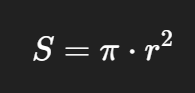 S = π · r²